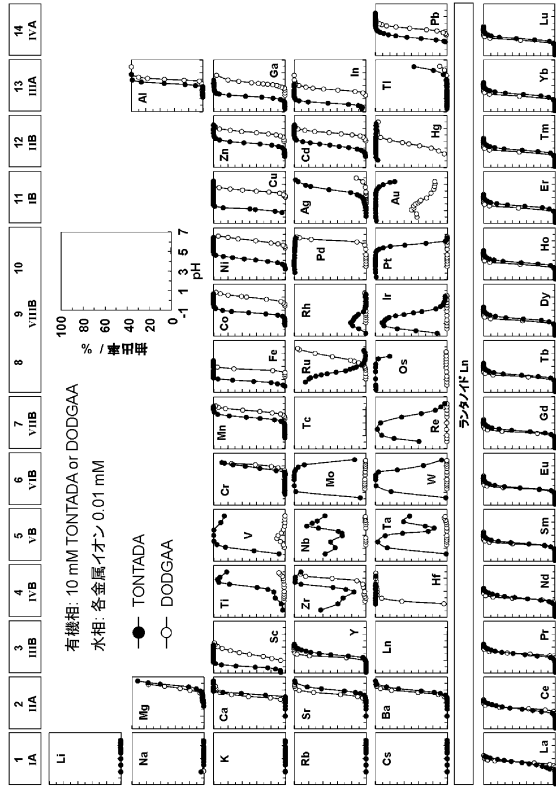 1 2 3 4 5 6 7 8 9 10 11 12 13 14
IA IIA IIIB IVB VB VIB VIIB VIIIB IB IIB IIIA IVA
Li
有機相: 10 mM TONTADA or DODGAA
水相: 各金属イオン 0.01 mM
TONTADA
DODGAA
抽出率 / %
100
80
60
40
20
0
-1 1 3 5 7
pH
Na Mg Al
K Ca Sc Ti V Cr Mn Fe Co Ni Cu Zn Ga
Rb Sr Y Zr Nb Mo Tc Ru Rh Pd Ag Cd In
Cs Ba Ln Hf Ta W Re Os Ir Pt Au Hg Tl Pb
ランタノイド Ln
La Ce Pr Nd Sm Eu Gd Tb Dy Ho Er Tm Yb Lu